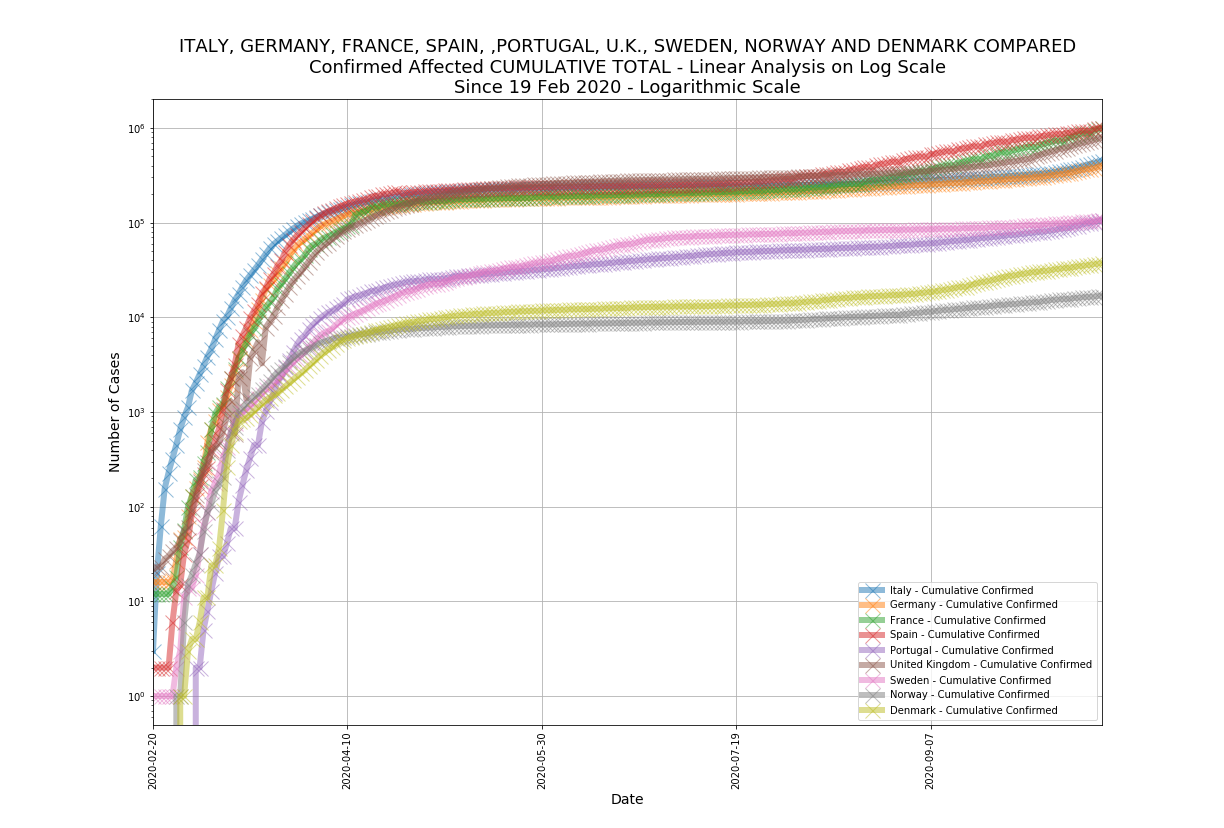 ITALY, GERMANY, FRANCE, SPAIN, ,PORTUGAL, U.K., SWEDEN, NORWAY AND DENMARK COMPARED
Confirmed Affected CUMULATIVE TOTAL - Linear Analysis on Log Scale
Since 19 Feb 2020 - Logarithmic Scale
Number of Cases
10⁶
10⁵
10⁴
10³
10²
10¹
10⁰
Italy - Cumulative Confirmed
Germany - Cumulative Confirmed
France - Cumulative Confirmed
Spain - Cumulative Confirmed
Portugal - Cumulative Confirmed
United Kingdom - Cumulative Confirmed
Sweden - Cumulative Confirmed
Norway - Cumulative Confirmed
Denmark - Cumulative Confirmed
2020-02-20
2020-04-10
2020-05-30
2020-07-19
2020-09-07
Date